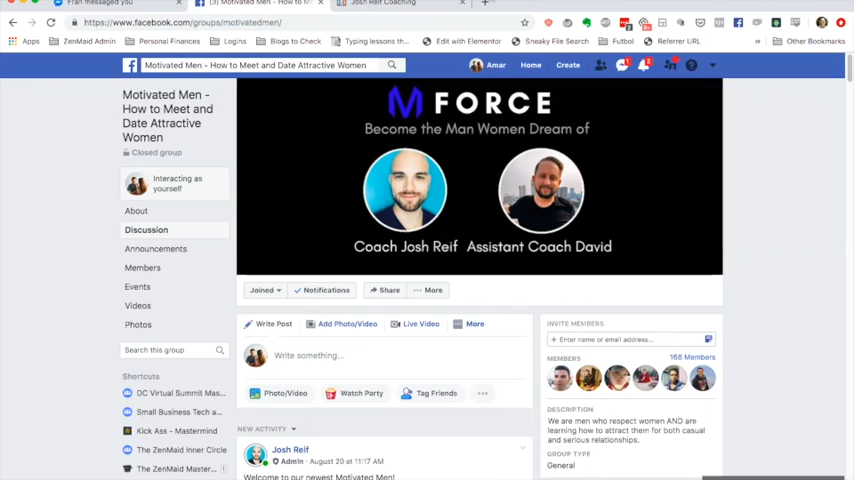 Fran messaged you
(3) Motivated Men - How to M
Josh Reif Coaching
https://www.facebook.com/groups/motivatedmen/
Apps ZenMaid Admin Personal Finances Logins Blogs to Check Typing lesson... Edit with Elementor Sneaky File Search Futbol Referrer URL » Other Bookmarks
Motivated Men - How to Meet and Date Attractive Women
Amar Home Create 1 2
Motivated Men -
How to Meet and
Date Attractive
Women
Closed group
Interacting as
yourself
About
Discussion
Announcements
Members
Events
Videos
Photos
Search this group
Shortcuts
DC Virtual Summit Mas...
Small Business Tech a...
Kick Ass - Mastermind
The ZenMaid Inner Circle
The ZenMaid Master... 1
M FORCE
Become the Man Women Dream of
Coach Josh Reif Assistant Coach David
Joined Notifications Share More
Write Post Add Photo/Video Live Video More
Write something...
Photo/Video Watch Party Tag Friends
NEW ACTIVITY
Josh Reif
Admin · August 20 at 11:17 AM
Welcome to our newest Motivated Men!
INVITE MEMBERS
+ Enter name or email address...
MEMBERS 168 Members
DESCRIPTION
We are men who respect women AND are
learning how to attract them for both casual
and serious relationships.
GROUP TYPE
General